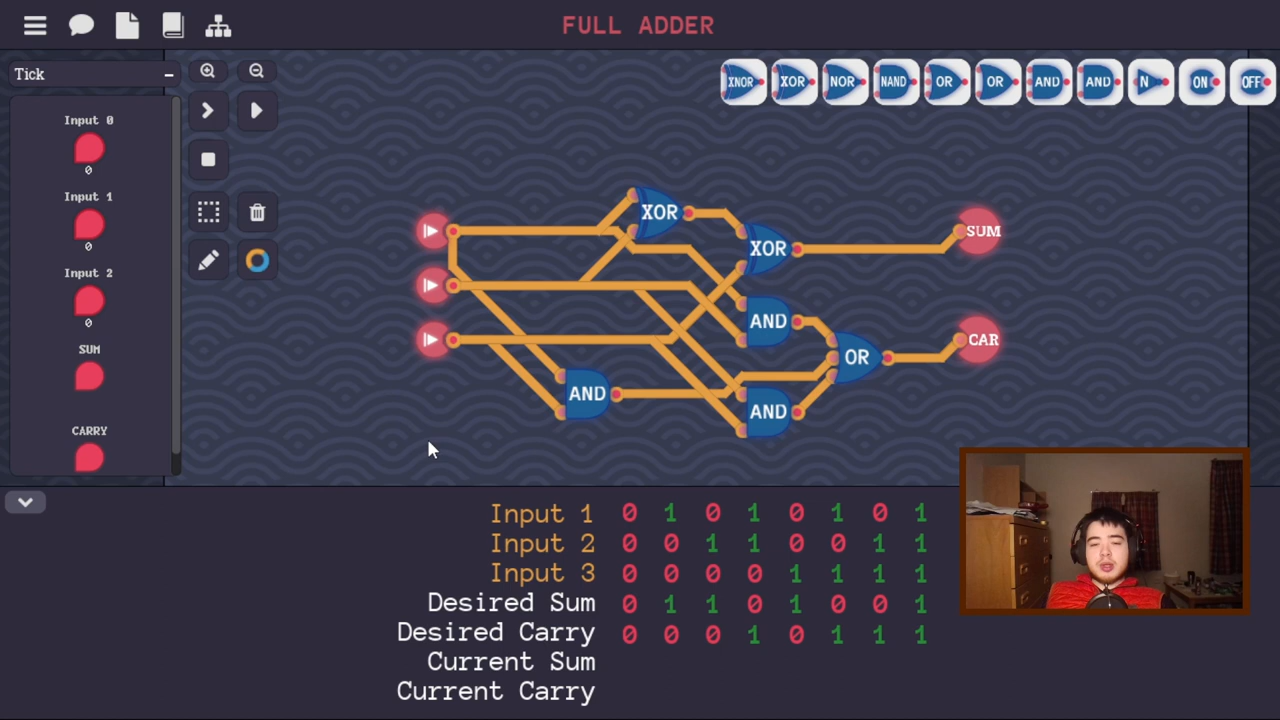 FULL ADDER
Tick
XNOR XOR NOR NAND OR OR AND AND N ON OFF
Input 0
0
Input 1
0
Input 2
0
SUM
CARRY
XOR
XOR
SUM
AND
OR
CAR
AND
AND
Input 1 0 1 0 1 0 1 0 1
Input 2 0 0 1 1 0 0 1 1
Input 3 0 0 0 0 1 1 1 1
Desired Sum 0 1 1 0 1 0 0 1
Desired Carry 0 0 0 1 0 1 1 1
Current Sum
Current Carry